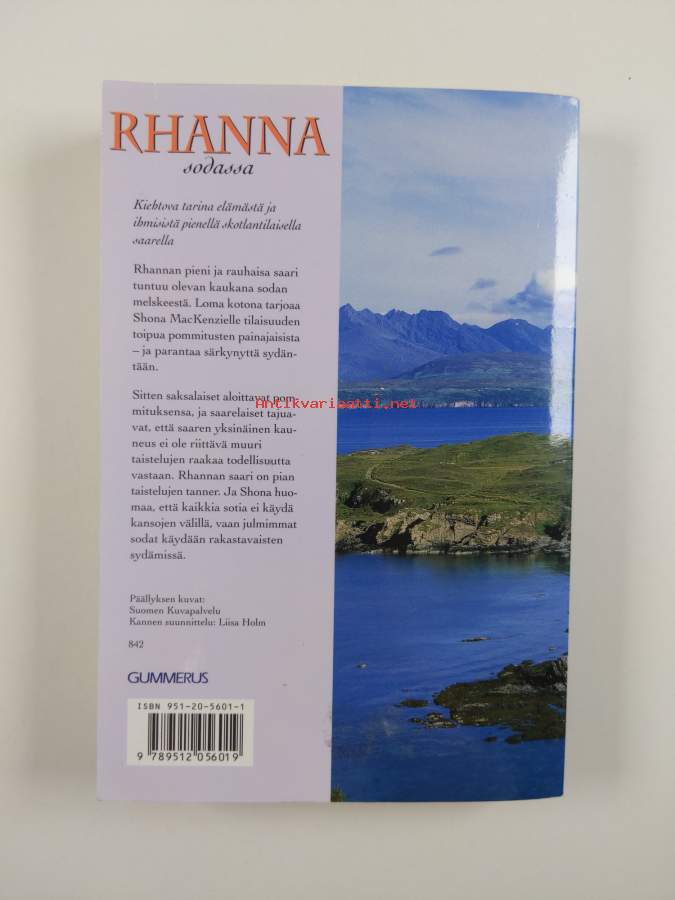 RHANNA
sodassa
Kiehtova tarina elämästä ja
ihmisistä pienellä skotlantilaisella
saarella
Rhannan pieni ja rauhaisa saari
tuntuu olevan kaukana sodan
melskeestä. Loma kotona tarjoaa
Shona MacKenzielle tilaisuuden
toipua pommitusten painajaisista
– ja parantaa särkynyttä sydän-
tään.
Sitten saksalaiset aloittavat pom-
mituksensa, ja saarelaiset tajua-
vat, että saaren yksinäinen kau-
neus ei ole riittävä muuri
taistelujen raakaa todellisuutta
vastaan. Rhannan saari on pian
taistelujen tanner. Ja Shona huo-
maa, että kaikkia sotia ei käydä
kansojen välillä, vaan julmimmat
sodat käydään rakastavaisten
sydämissä.
Antikvariaatti.net
Päällyksen kuvat:
Suomen Kuvapalvelu
Kannen suunnittelu: Liisa Holm
842
GUMMERUS
ISBN 951-20-5601-1
9 789512 056019